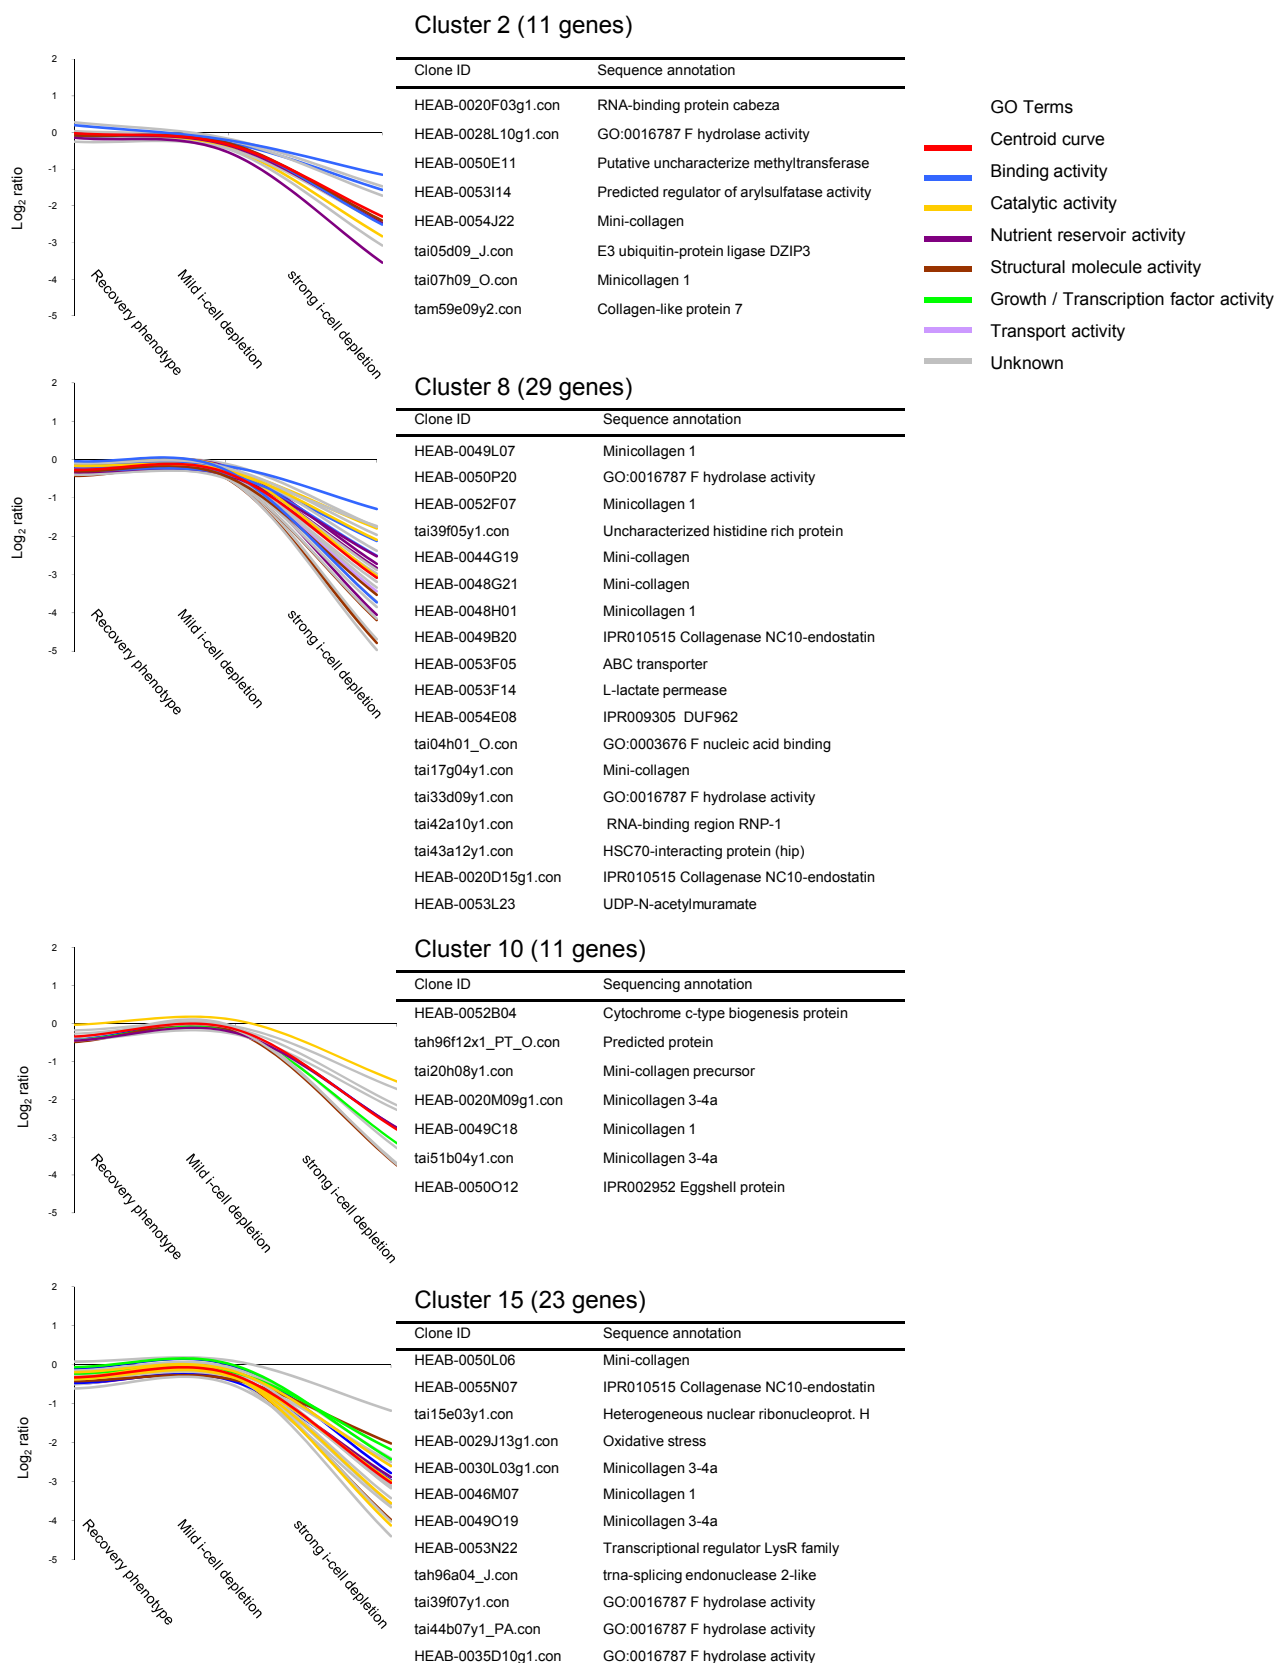 Cluster 2 (11 genes)
2
1
0
-1
-2
-3
-4
-5
Log2 ratio
Recovery phenotype
Mild i-cell depletion
strong i-cell depletion
Clone ID Sequence annotation
HEAB-0020F03g1.con RNA-binding protein cabeza
HEAB-0028L10g1.con GO:0016787 F hydrolase activity
HEAB-0050E11 Putative uncharacterize methyltransferase
HEAB-0053I14 Predicted regulator of arylsulfatase activity
HEAB-0054J22 Mini-collagen
tai05d09_J.con E3 ubiquitin-protein ligase DZIP3
tai07h09_O.con Minicollagen 1
tam59e09y2.con Collagen-like protein 7
GO Terms
Centroid curve
Binding activity
Catalytic activity
Nutrient reservoir activity
Structural molecule activity
Growth / Transcription factor activity
Transport activity
Unknown
Cluster 8 (29 genes)
2
1
0
-1
-2
-3
-4
-5
Log2 ratio
Recovery phenotype
Mild i-cell depletion
strong i-cell depletion
Clone ID Sequence annotation
HEAB-0049L07 Minicollagen 1
HEAB-0050P20 GO:0016787 F hydrolase activity
HEAB-0052F07 Minicollagen 1
tai39f05y1.con Uncharacterized histidine rich protein
HEAB-0044G19 Mini-collagen
HEAB-0048G21 Mini-collagen
HEAB-0048H01 Minicollagen 1
HEAB-0049B20 IPR010515 Collagenase NC10-endostatin
HEAB-0053F05 ABC transporter
HEAB-0053F14 L-lactate permease
HEAB-0054E08 IPR009305 DUF962
tai04h01_O.con GO:0003676 F nucleic acid binding
tai17g04y1.con Mini-collagen
tai33d09y1.con GO:0016787 F hydrolase activity
tai42a10y1.con RNA-binding region RNP-1
tai43a12y1.con HSC70-interacting protein (hip)
HEAB-0020D15g1.con IPR010515 Collagenase NC10-endostatin
HEAB-0053L23 UDP-N-acetylmuramate
Cluster 10 (11 genes)
2
1
0
-1
-2
-3
-4
-5
Log2 ratio
Recovery phenotype
Mild i-cell depletion
strong i-cell depletion
Clone ID Sequencing annotation
HEAB-0052B04 Cytochrome c-type biogenesis protein
tah96f12x1_PT_O.con Predicted protein
tai20h08y1.con Mini-collagen precursor
HEAB-0020M09g1.con Minicollagen 3-4a
HEAB-0049C18 Minicollagen 1
tai51b04y1.con Minicollagen 3-4a
HEAB-0050O12 IPR002952 Eggshell protein
Cluster 15 (23 genes)
2
1
0
-1
-2
-3
-4
-5
Log2 ratio
Recovery phenotype
Mild i-cell depletion
strong i-cell depletion
Clone ID Sequence annotation
HEAB-0050L06 Mini-collagen
HEAB-0055N07 IPR010515 Collagenase NC10-endostatin
tai15e03y1.con Heterogeneous nuclear ribonucleoprot. H
HEAB-0029J13g1.con Oxidative stress
HEAB-0030L03g1.con Minicollagen 3-4a
HEAB-0046M07 Minicollagen 1
HEAB-0049O19 Minicollagen 3-4a
HEAB-0053N22 Transcriptional regulator LysR family
tah96a04_J.con trna-splicing endonuclease 2-like
tai39f07y1.con GO:0016787 F hydrolase activity
tai44b07y1_PA.con GO:0016787 F hydrolase activity
HEAB-0035D10g1.con GO:0016787 F hydrolase activity